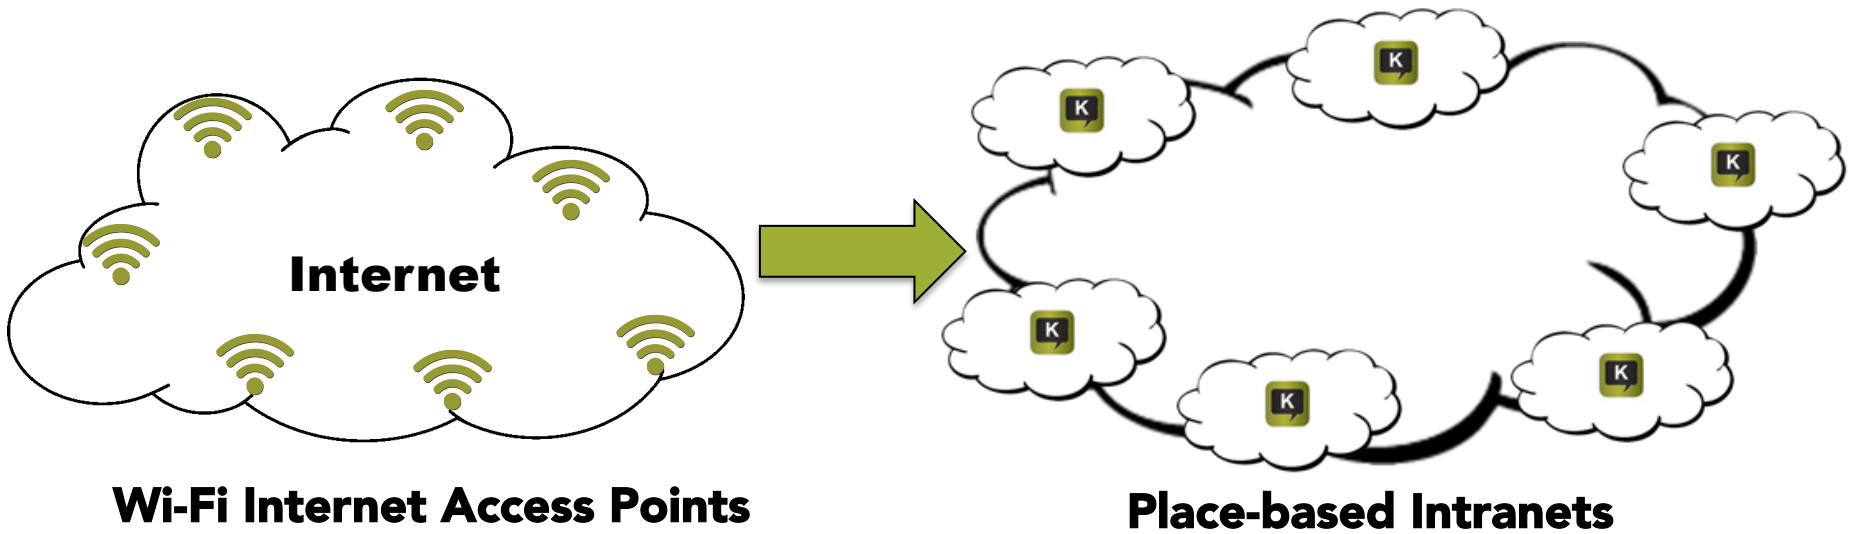 Internet
Wi-Fi Internet Access Points
K
K
K
K
K
K
K
Place-based Intranets